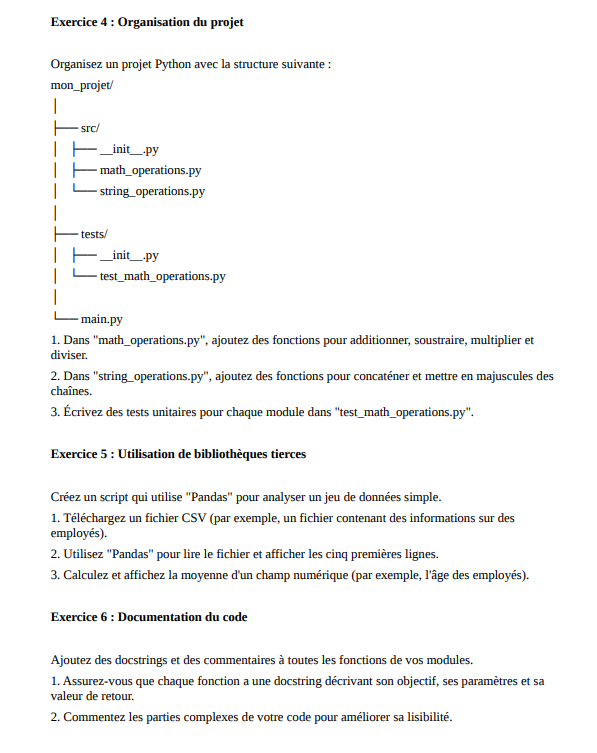 Exercice 4 : Organisation du projet
Organisez un projet Python avec la structure suivante :
mon_projet/
│
├── src/
│ ├── __init__.py
│ ├── math_operations.py
│ └── string_operations.py
│
├── tests/
│ ├── __init__.py
│ └── test_math_operations.py
│
└── main.py
1. Dans "math_operations.py", ajoutez des fonctions pour additionner, soustraire, multiplier et
diviser.
2. Dans "string_operations.py", ajoutez des fonctions pour concaténer et mettre en majuscules des
chaînes.
3. Écrivez des tests unitaires pour chaque module dans "test_math_operations.py".
Exercice 5 : Utilisation de bibliothèques tierces
Créez un script qui utilise "Pandas" pour analyser un jeu de données simple.
1. Téléchargez un fichier CSV (par exemple, un fichier contenant des informations sur des
employés).
2. Utilisez "Pandas" pour lire le fichier et afficher les cinq premières lignes.
3. Calculez et affichez la moyenne d'un champ numérique (par exemple, l'âge des employés).
Exercice 6 : Documentation du code
Ajoutez des docstrings et des commentaires à toutes les fonctions de vos modules.
1. Assurez-vous que chaque fonction a une docstring décrivant son objectif, ses paramètres et sa
valeur de retour.
2. Commentez les parties complexes de votre code pour améliorer sa lisibilité.